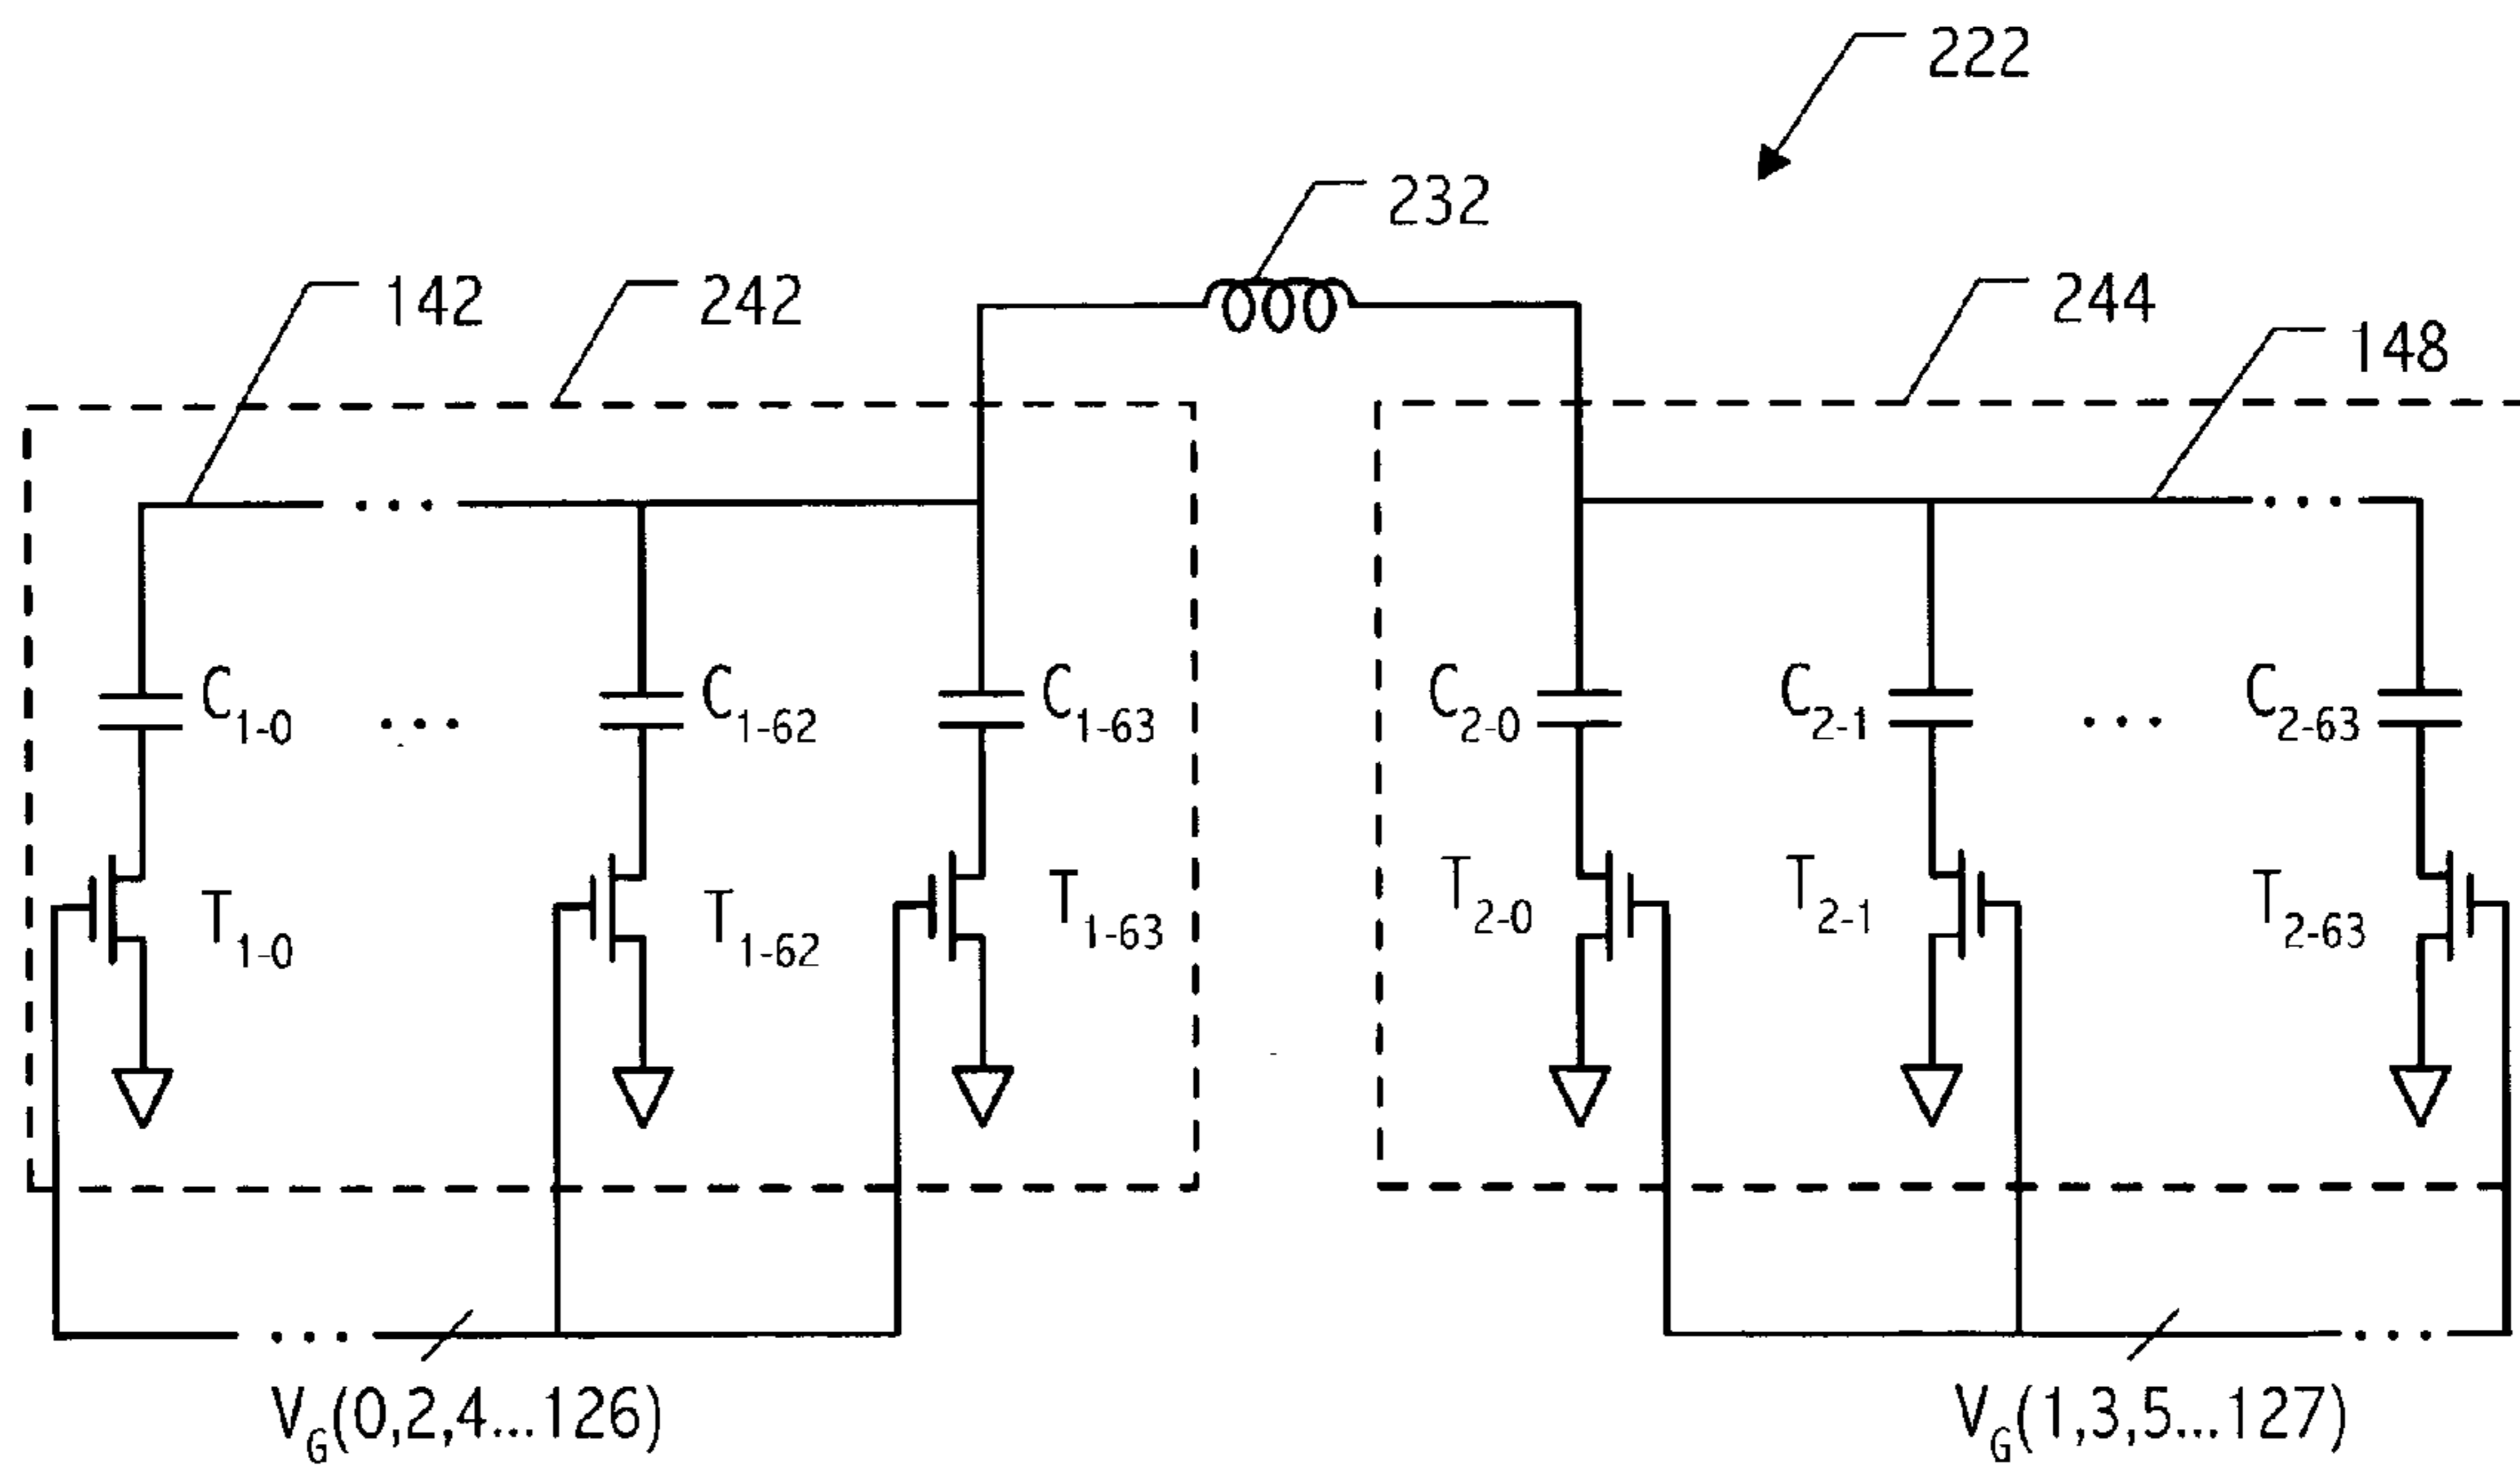 222
232
142
242
244
148
C1-0
...
C1-62
C1-63
C2-0
C2-1
...
C2-63
T1-0
T1-62
T1-63
T2-0
T2-1
T2-63
VG(0,2,4...126)
VG(1,3,5...127)